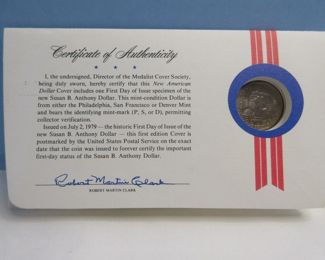 Certificate of Authenticity
I, the undersigned, Director of the Medalist Cover Society,
being duly sworn, hereby certify that this New American
Dollar Cover includes one First Day of Issue specimen of the
new Susan B. Anthony Dollar. This mint-condition Dollar is
from either the Philadelphia, San Francisco or Denver Mint
and bears the identifying mint-mark (P, S, or D), permitting
collector verification.
Issued on July 2, 1979 — the historic First Day of Issue of the
new Susan B. Anthony Dollar — this first edition Cover is
postmarked by the United States Postal Service on the exact
date that the coin was issued to forever certify the important
first-day status of the Susan B. Anthony Dollar.
Robert Martin Clark
ROBERT MARTIN CLARK